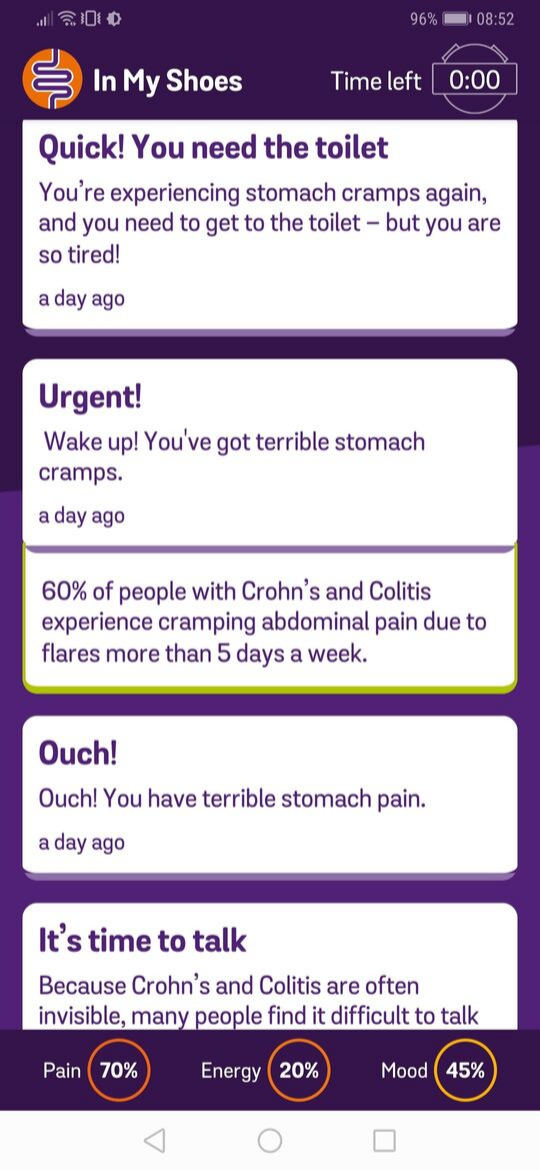 96% 08:52
In My Shoes
Time left 0:00
Quick! You need the toilet
You're experiencing stomach cramps again,
and you need to get to the toilet – but you are
so tired!
a day ago
Urgent!
Wake up! You've got terrible stomach
cramps.
a day ago
60% of people with Crohn's and Colitis
experience cramping abdominal pain due to
flares more than 5 days a week.
Ouch!
Ouch! You have terrible stomach pain.
a day ago
It's time to talk
Because Crohn's and Colitis are often
invisible, many people find it difficult to talk
Pain 70% Energy 20% Mood 45%